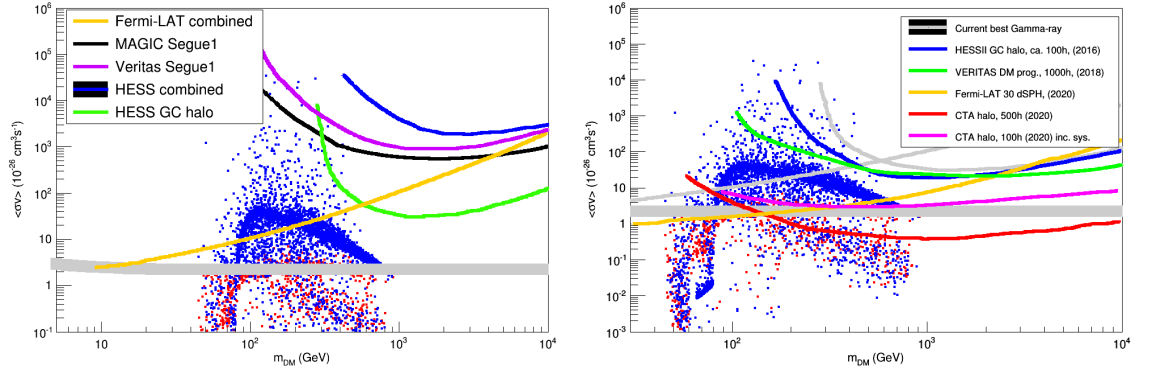 Fermi-LAT combined
MAGIC Segue1
Veritas Segue1
HESS combined
HESS GC halo
<σv> (10⁻²⁶ cm³s⁻¹)
10⁶
10⁵
10⁴
10³
10²
10
1
10⁻¹
10
10²
10³
10⁴
m_DM (GeV)
Current best Gamma-ray
HESSII GC halo, ca. 100h, (2016)
VERITAS DM prog., 1000h, (2018)
Fermi-LAT 30 dSPH, (2020)
CTA halo, 500h (2020)
CTA halo, 100h (2020) inc. sys.
<σv> (10⁻²⁶ cm³s⁻¹)
10⁶
10⁵
10⁴
10³
10²
10
1
10⁻¹
10⁻²
10⁻³
10²
10³
10⁴
m_DM (GeV)